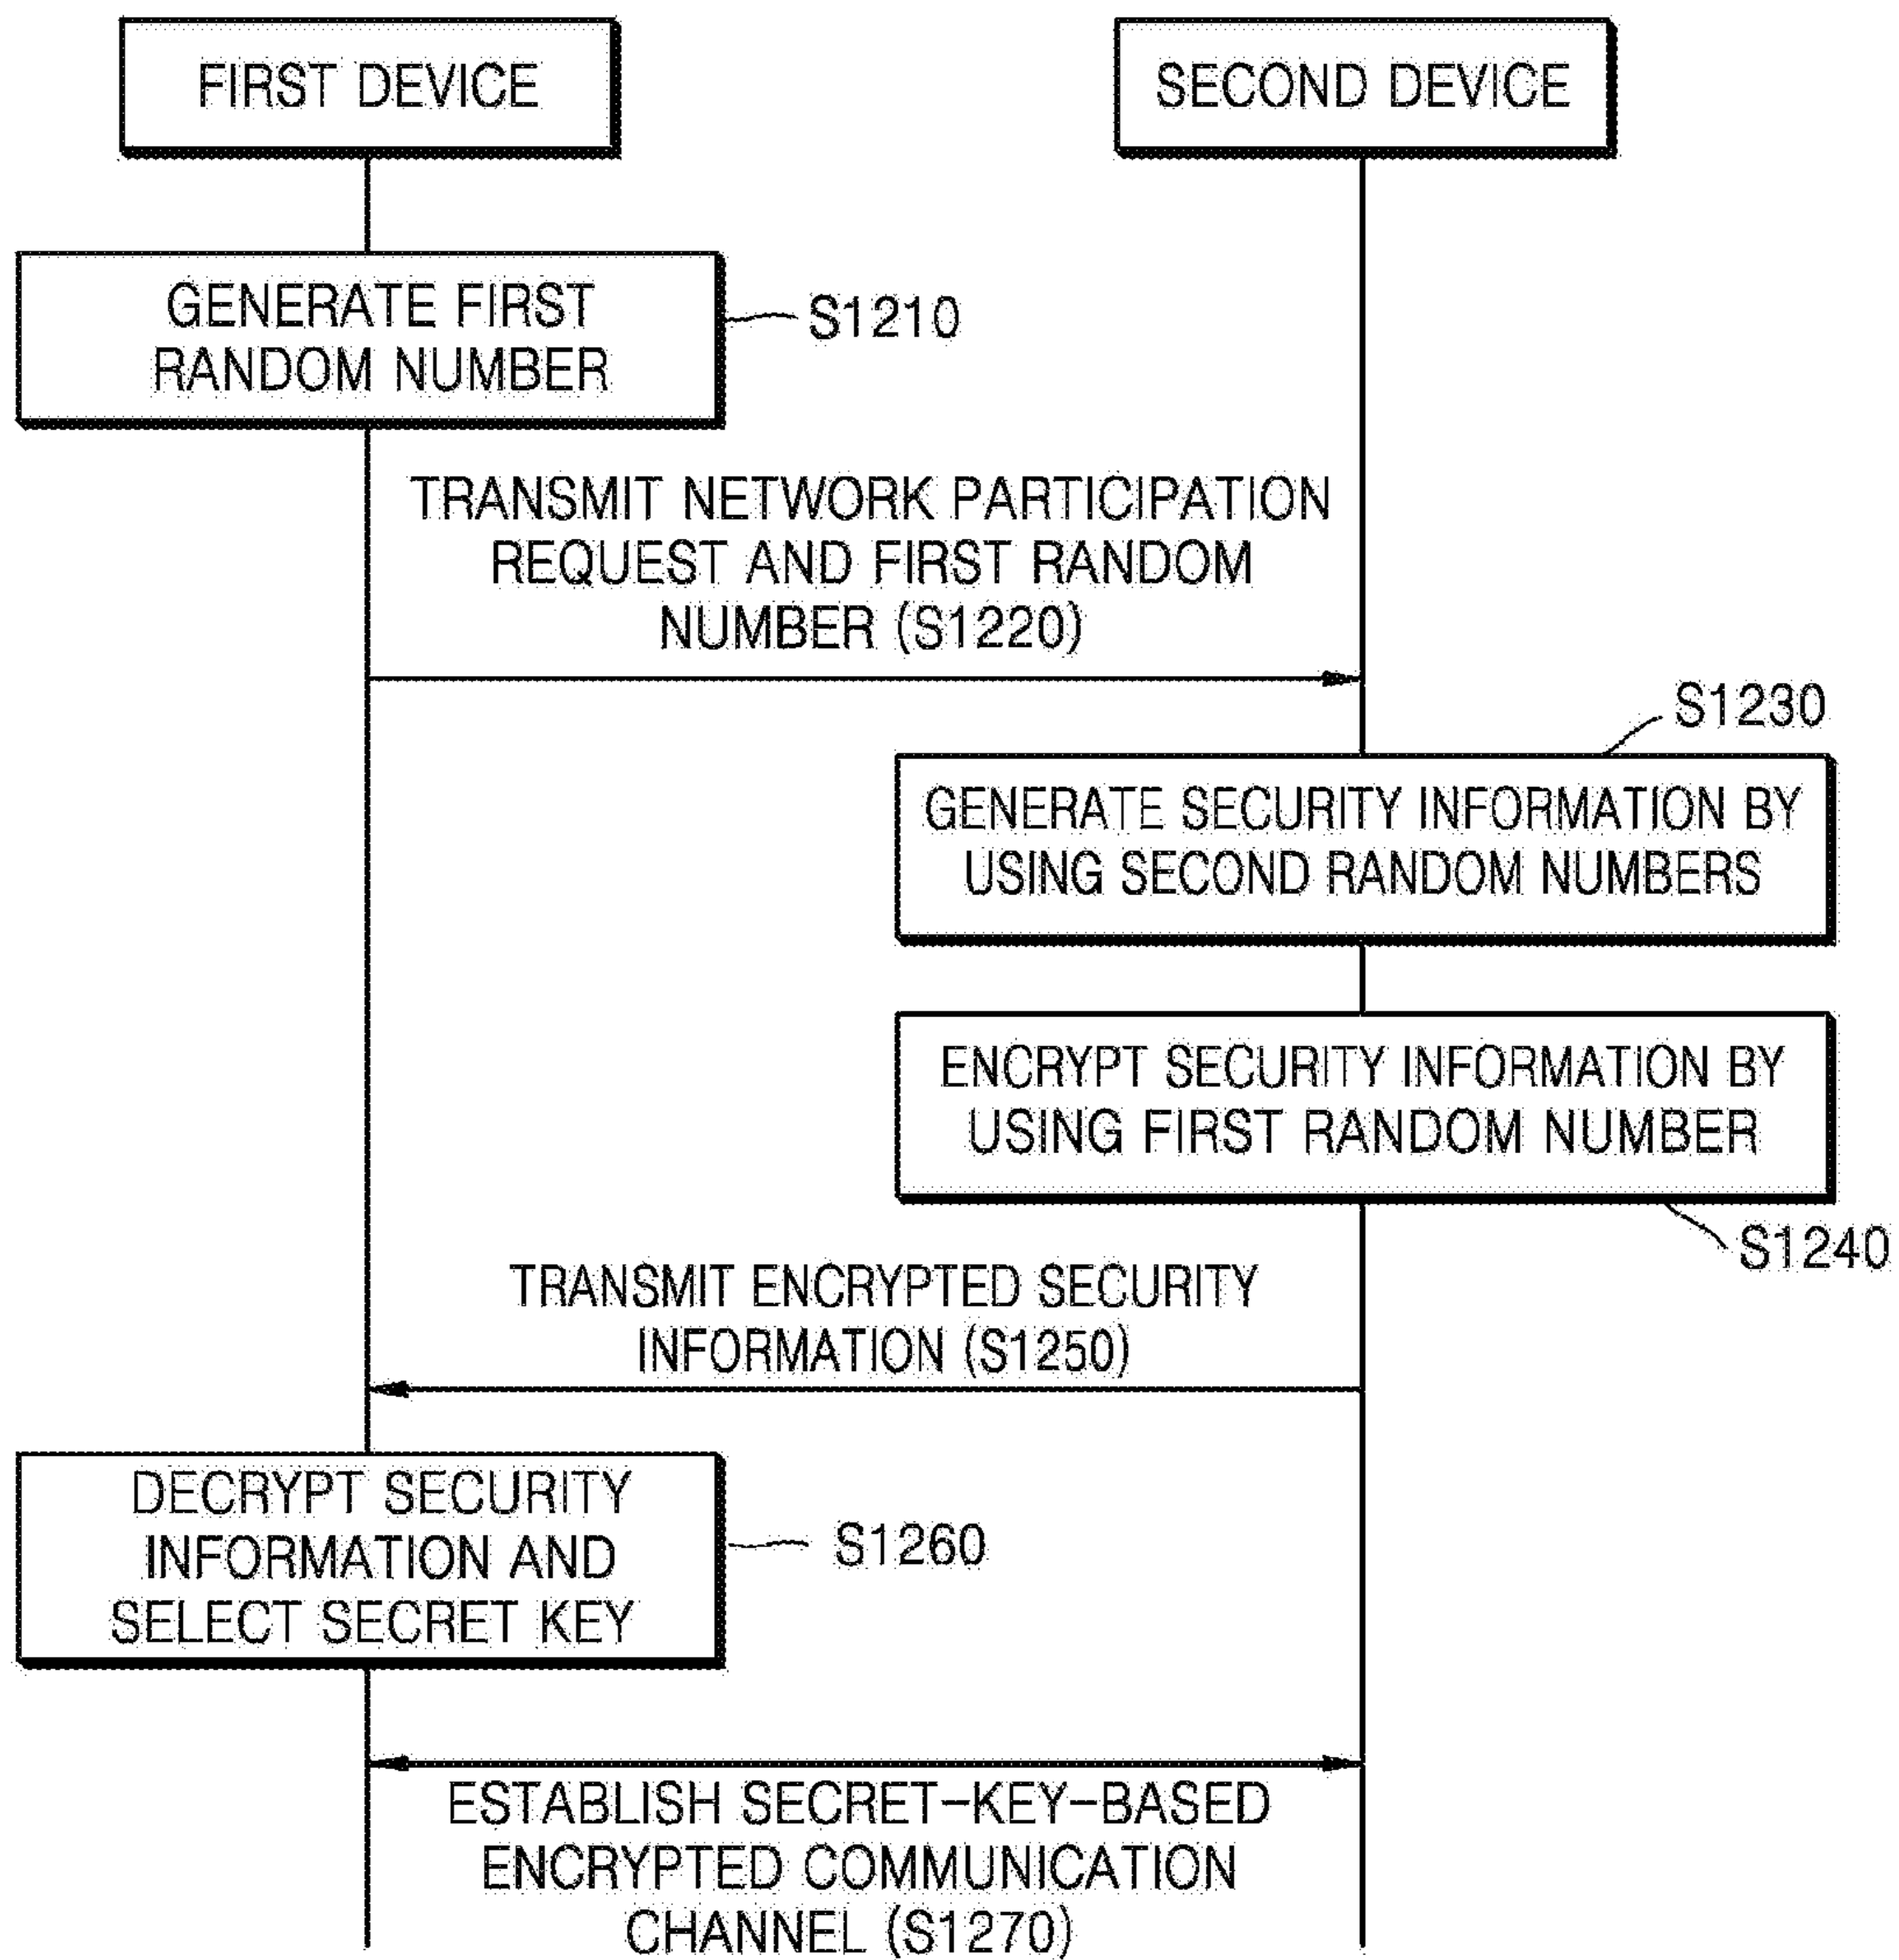 FIRST DEVICE
SECOND DEVICE
GENERATE FIRST
RANDOM NUMBER
S1210
TRANSMIT NETWORK PARTICIPATION
REQUEST AND FIRST RANDOM
NUMBER (S1220)
S1230
GENERATE SECURITY INFORMATION BY
USING SECOND RANDOM NUMBERS
ENCRYPT SECURITY INFORMATION BY
USING FIRST RANDOM NUMBER
S1240
TRANSMIT ENCRYPTED SECURITY
INFORMATION (S1250)
DECRYPT SECURITY
INFORMATION AND
SELECT SECRET KEY
S1260
ESTABLISH SECRET-KEY-BASED
ENCRYPTED COMMUNICATION
CHANNEL (S1270)